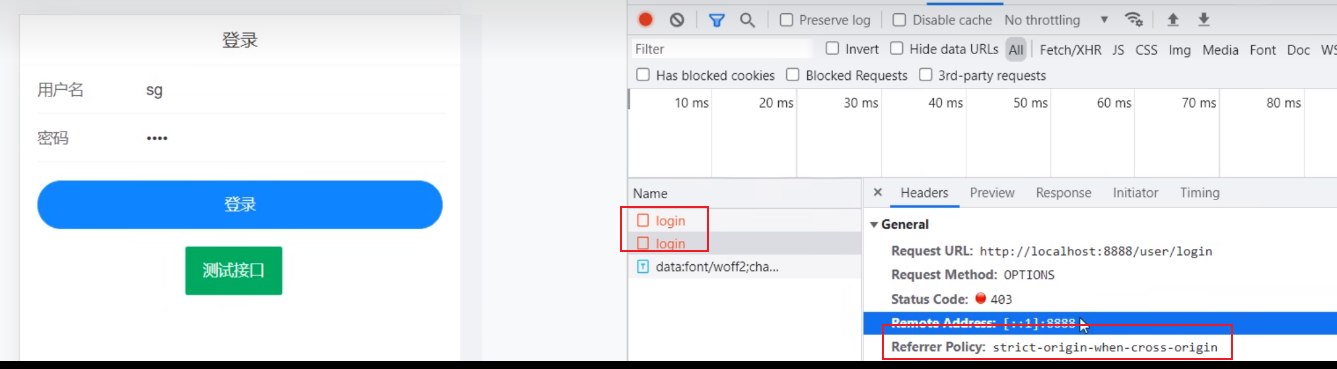 登录
用户名 sg
密码 ••••
登录
测试接口
Preserve log Disable cache No throttling
Filter Invert Hide data URLs All Fetch/XHR JS CSS Img Media Font Doc WS
Has blocked cookies Blocked Requests 3rd-party requests
10 ms 20 ms 30 ms 40 ms 50 ms 60 ms 70 ms 80 ms
Name
login
login
data:font/woff2;cha...
× Headers Preview Response Initiator Timing
General
Request URL: http://localhost:8888/user/login
Request Method: OPTIONS
Status Code: 403
Remote Address: [::1]:8888
Referrer Policy: strict-origin-when-cross-origin